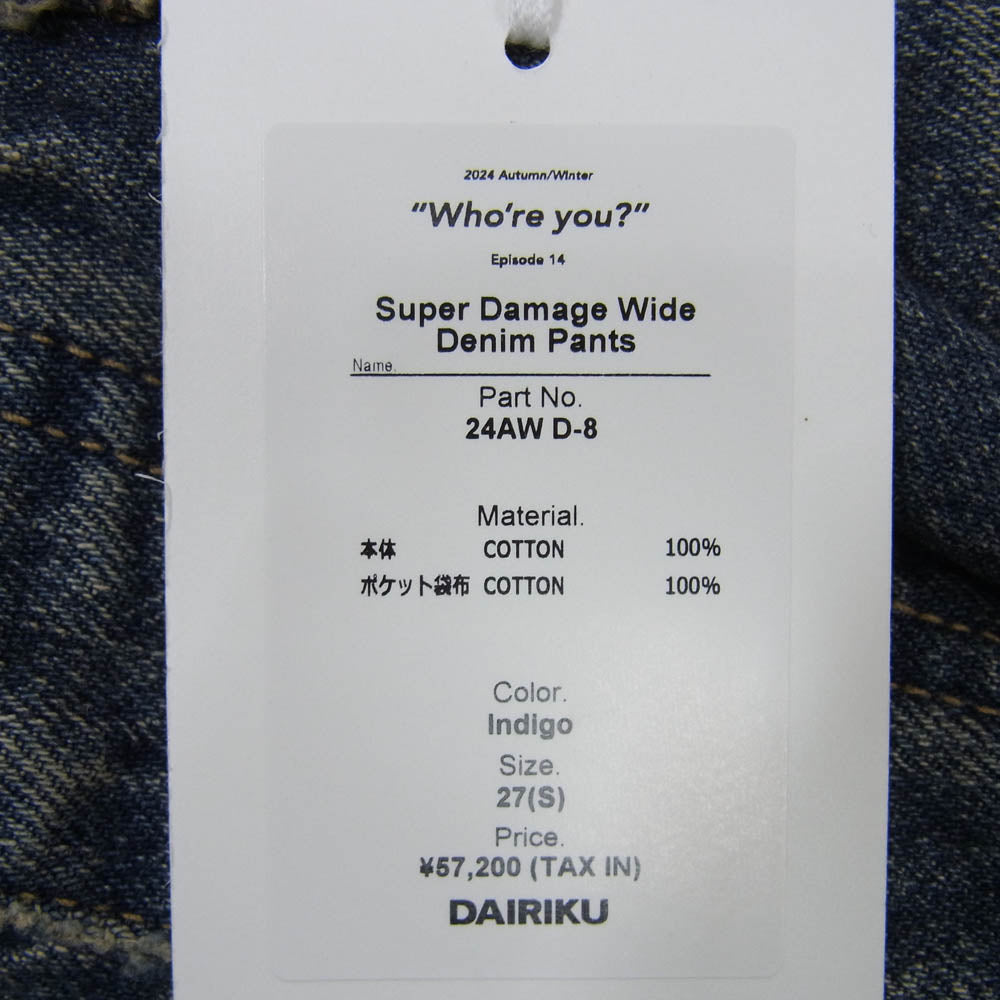 2024 Autumn/Winter
"Who're you?"
Episode 14
Super Damage Wide
Denim Pants
Name.
Part No.
24AW D-8
Material.
本体 COTTON 100%
ポケット袋布 COTTON 100%
Color.
Indigo
Size.
27(S)
Price.
¥57,200 (TAX IN)
DAIRIKU